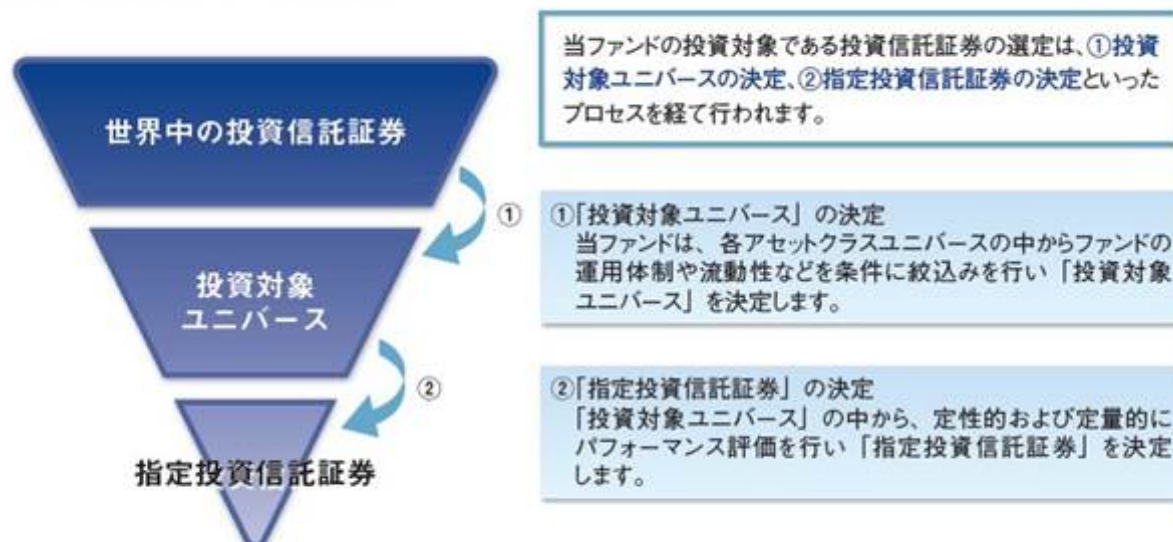 世界中の投資信託証券
①
投資対象
ユニバース
②
指定投資信託証券
当ファンドの投資対象である投資信託証券の選定は、①投資
対象ユニバースの決定、②指定投資信託証券の決定といった
プロセスを経て行われます。
①「投資対象ユニバース」の決定
当ファンドは、各アセットクラスユニバースの中からファンドの
運用体制や流動性などを条件に絞込みを行い「投資対象
ユニバース」を決定します。
②「指定投資信託証券」の決定
「投資対象ユニバース」の中から、定性的および定量的に
パフォーマンス評価を行い「指定投資信託証券」を決定
します。